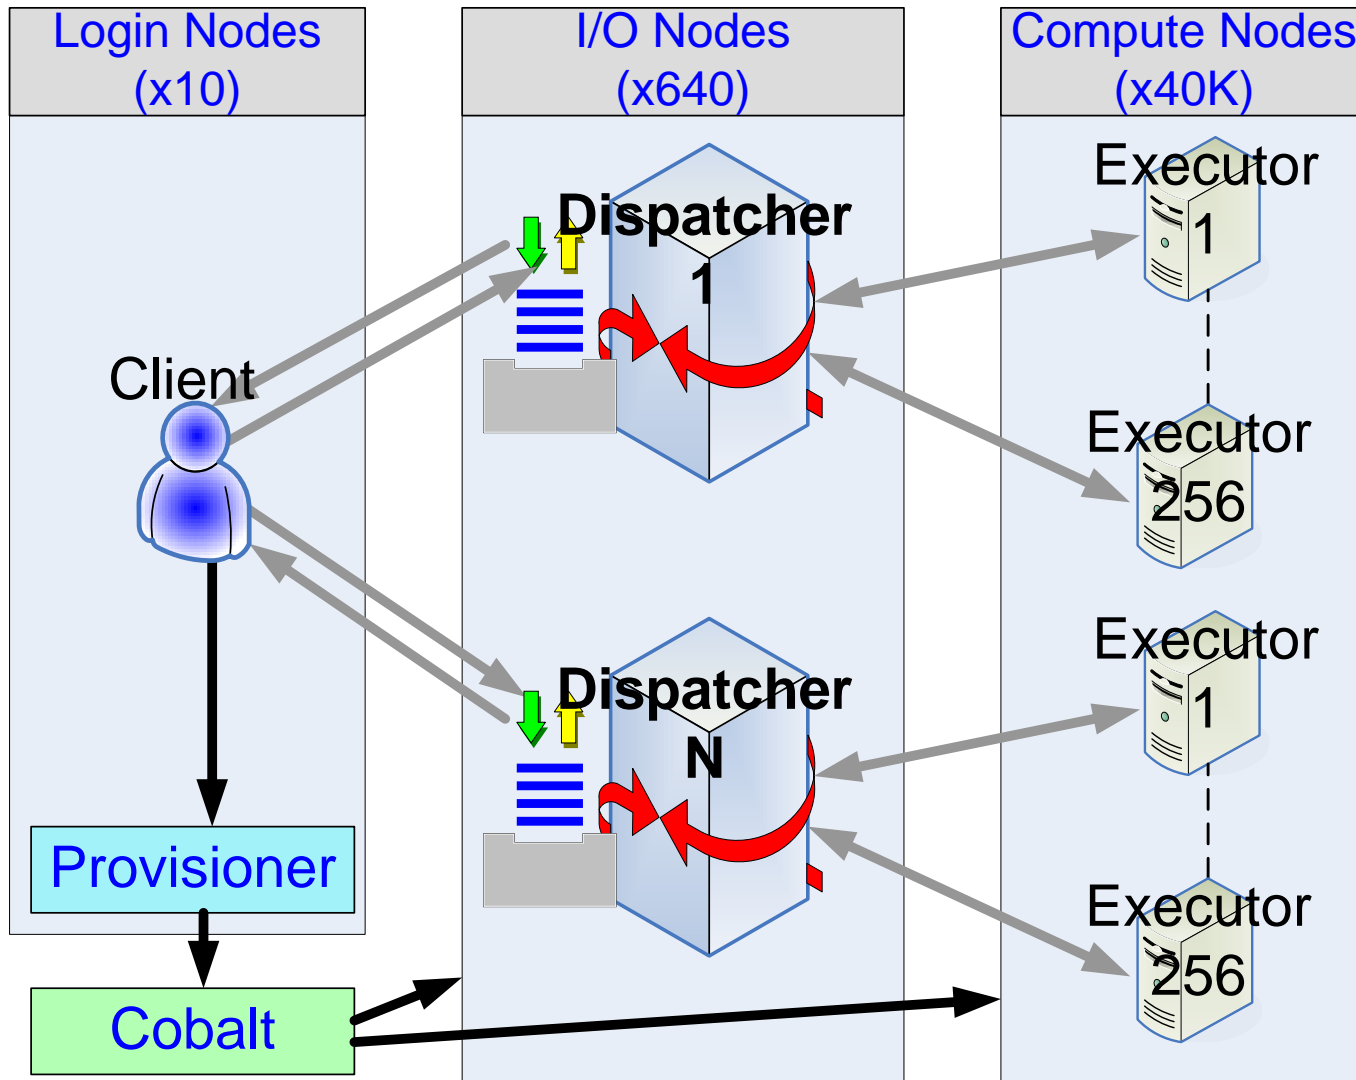 Login Nodes
(x10)
I/O Nodes
(x640)
Compute Nodes
(x40K)
Client
Provisioner
Cobalt
Dispatcher
1
Dispatcher
N
Executor
1
Executor
256
Executor
1
Executor
256